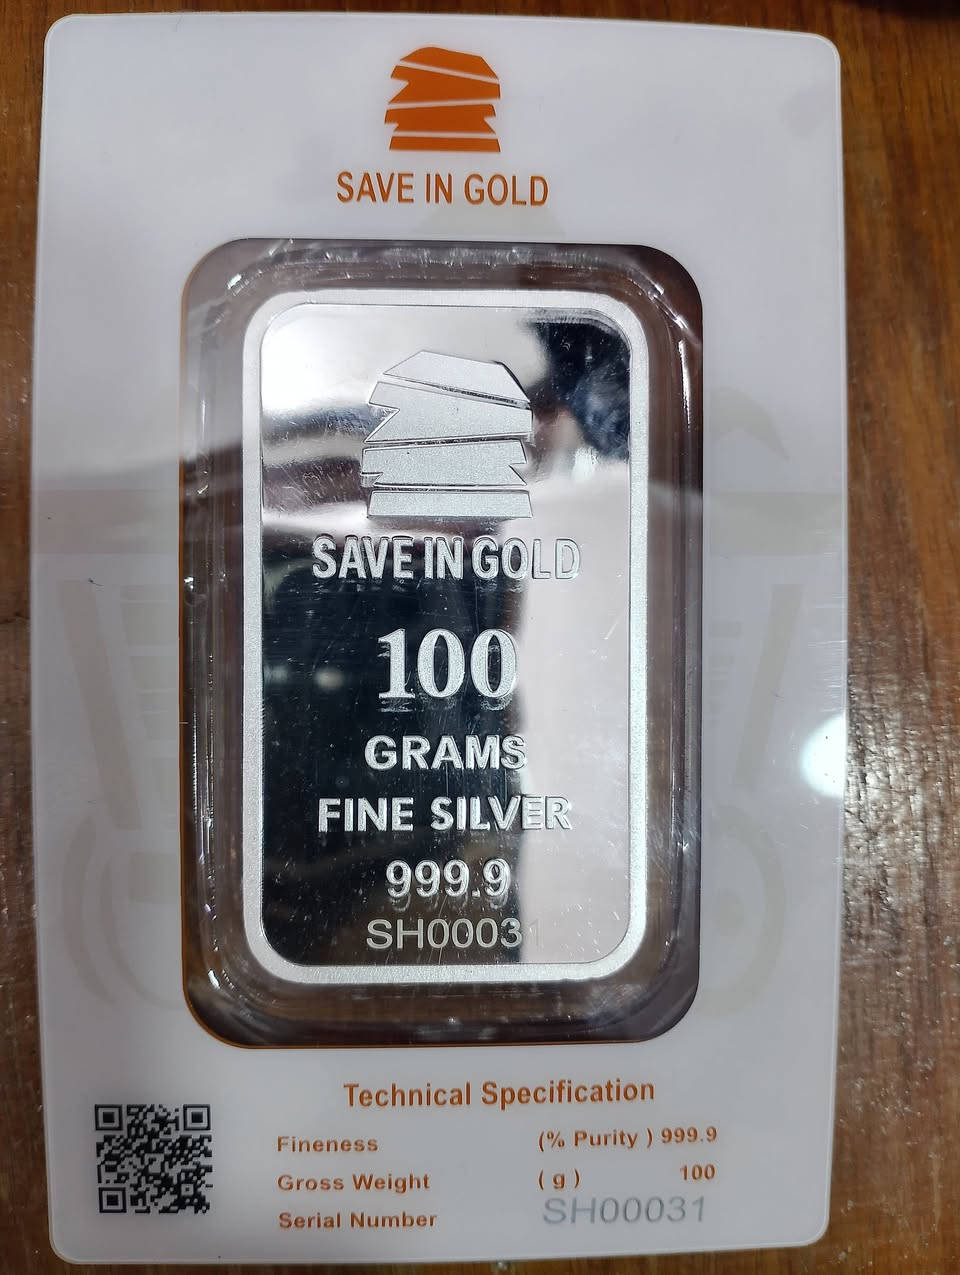 SAVE IN GOLD
SAVE IN GOLD
100
GRAMS
FINE SILVER
999.9
SH00031
Technical Specification
Fineness (% Purity ) 999.9
Gross Weight ( g ) 100
Serial Number SH00031